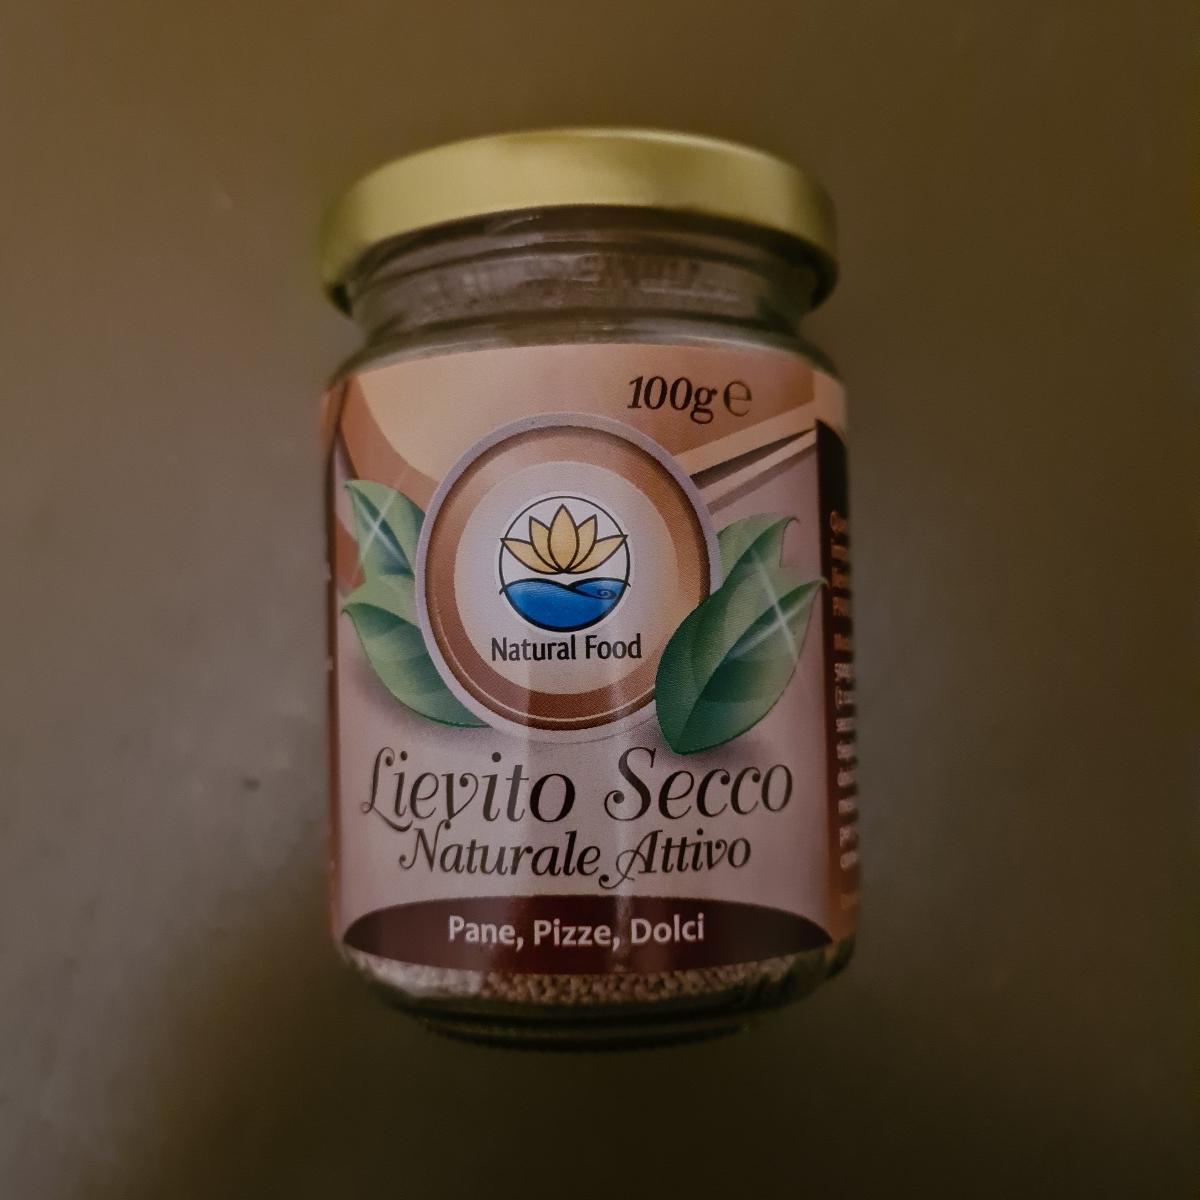 100g ℮
Natural Food
Lievito Secco
Naturale Attivo
Pane, Pizze, Dolci